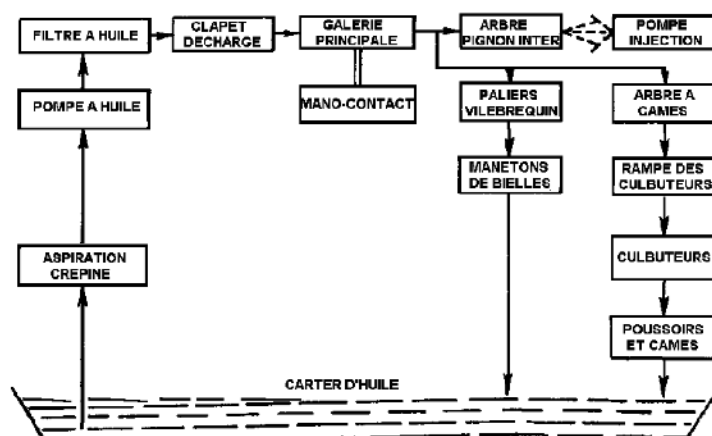 FILTRE A HUILE
CLAPET
DECHARGE
GALERIE
PRINCIPALE
ARBRE
PIGNON INTER
POMPE
INJECTION
POMPE A HUILE
MANO-CONTACT
PALIERS
VILEBREQUIN
ARBRE A
CAMES
MANETONS
DE BIELLES
RAMPE DES
CULBUTEURS
ASPIRATION
CREPINE
CULBUTEURS
POUSSOIRS
ET CAMES
CARTER D'HUILE